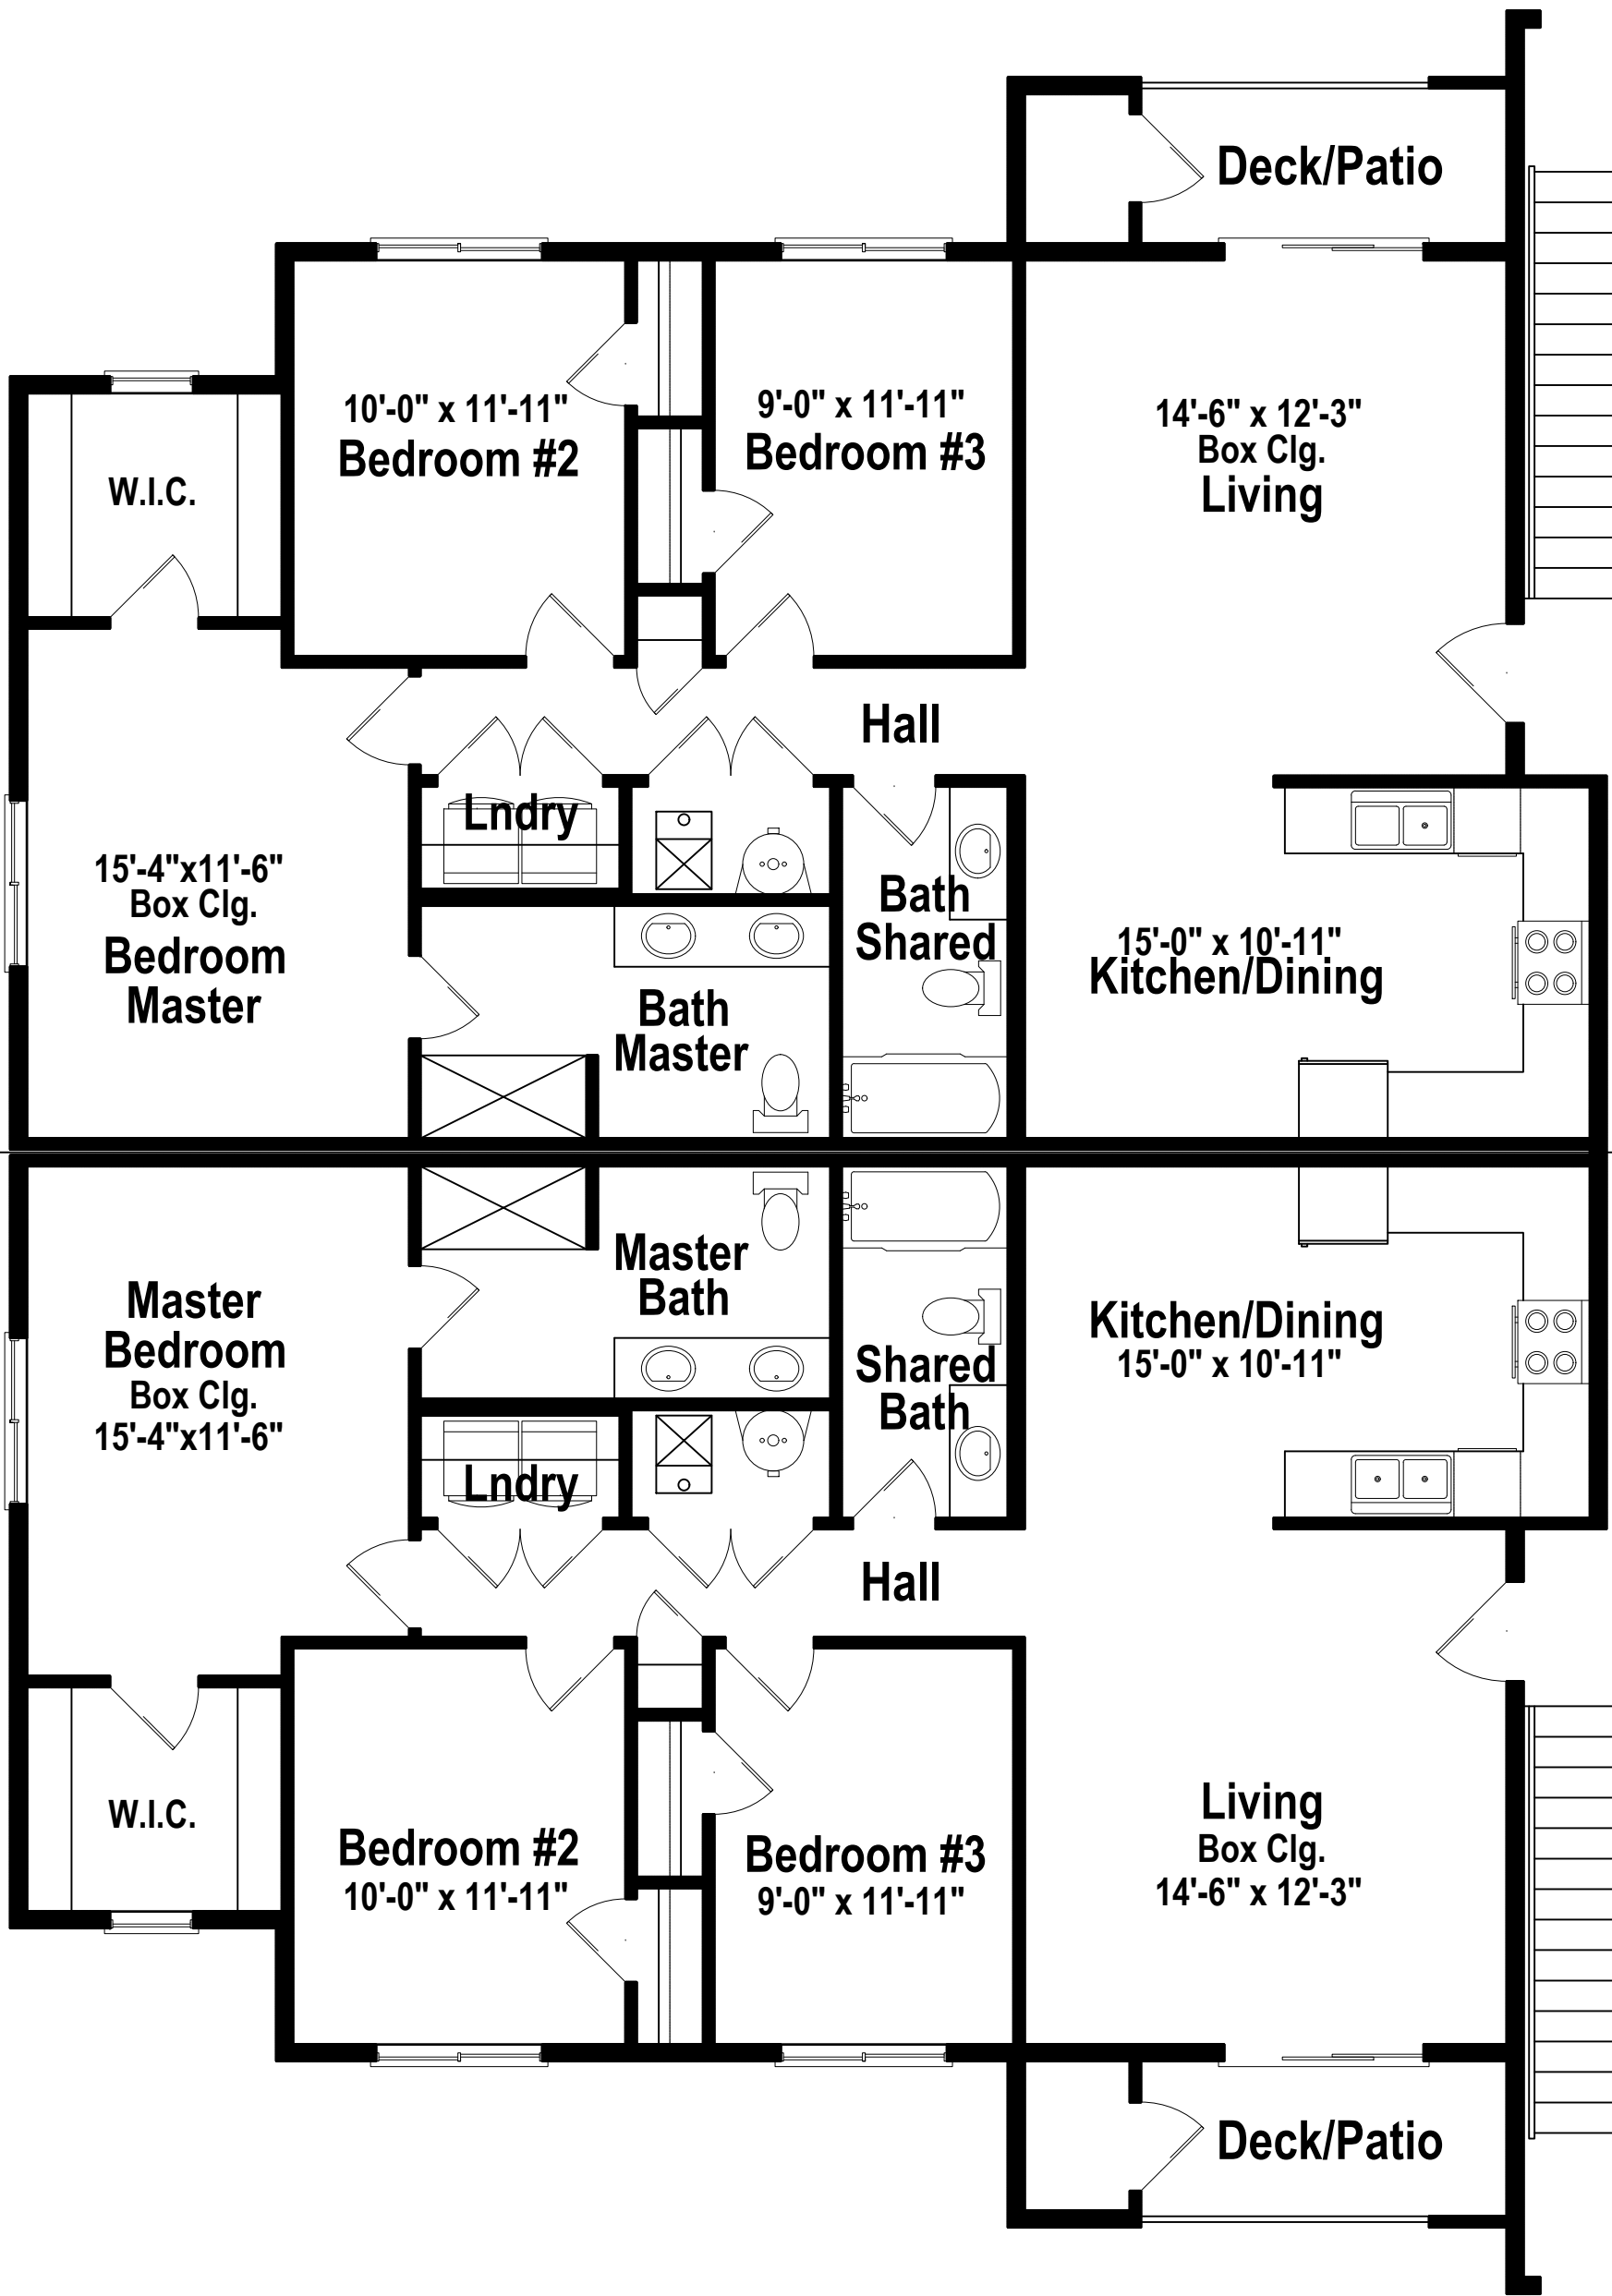 Deck/Patio
10'-0" x 11'-11"
Bedroom #2
9'-0" x 11'-11"
Bedroom #3
14'-6" x 12'-3"
Box Clg.
Living
W.I.C.
Hall
Lndry
15'-4"x11'-6"
Box Clg.
Bedroom
Master
Bath
Shared
15'-0" x 10'-11"
Kitchen/Dining
Bath
Master
Master
Bath
Master
Bedroom
Box Clg.
15'-4"x11'-6"
Kitchen/Dining
15'-0" x 10'-11"
Shared
Bath
Lndry
Hall
W.I.C.
Bedroom #2
10'-0" x 11'-11"
Bedroom #3
9'-0" x 11'-11"
Living
Box Clg.
14'-6" x 12'-3"
Deck/Patio